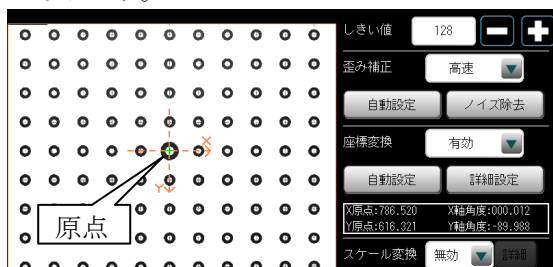 しきい値 128
歪み補正 高速
自動設定 ノイズ除去
座標変換 有効
自動設定 詳細設定
X原点:786.520 X軸角度:000.012
Y原点:616.321 Y軸角度:-89.988
スケール変換 無効 詳細
X
Y
原点